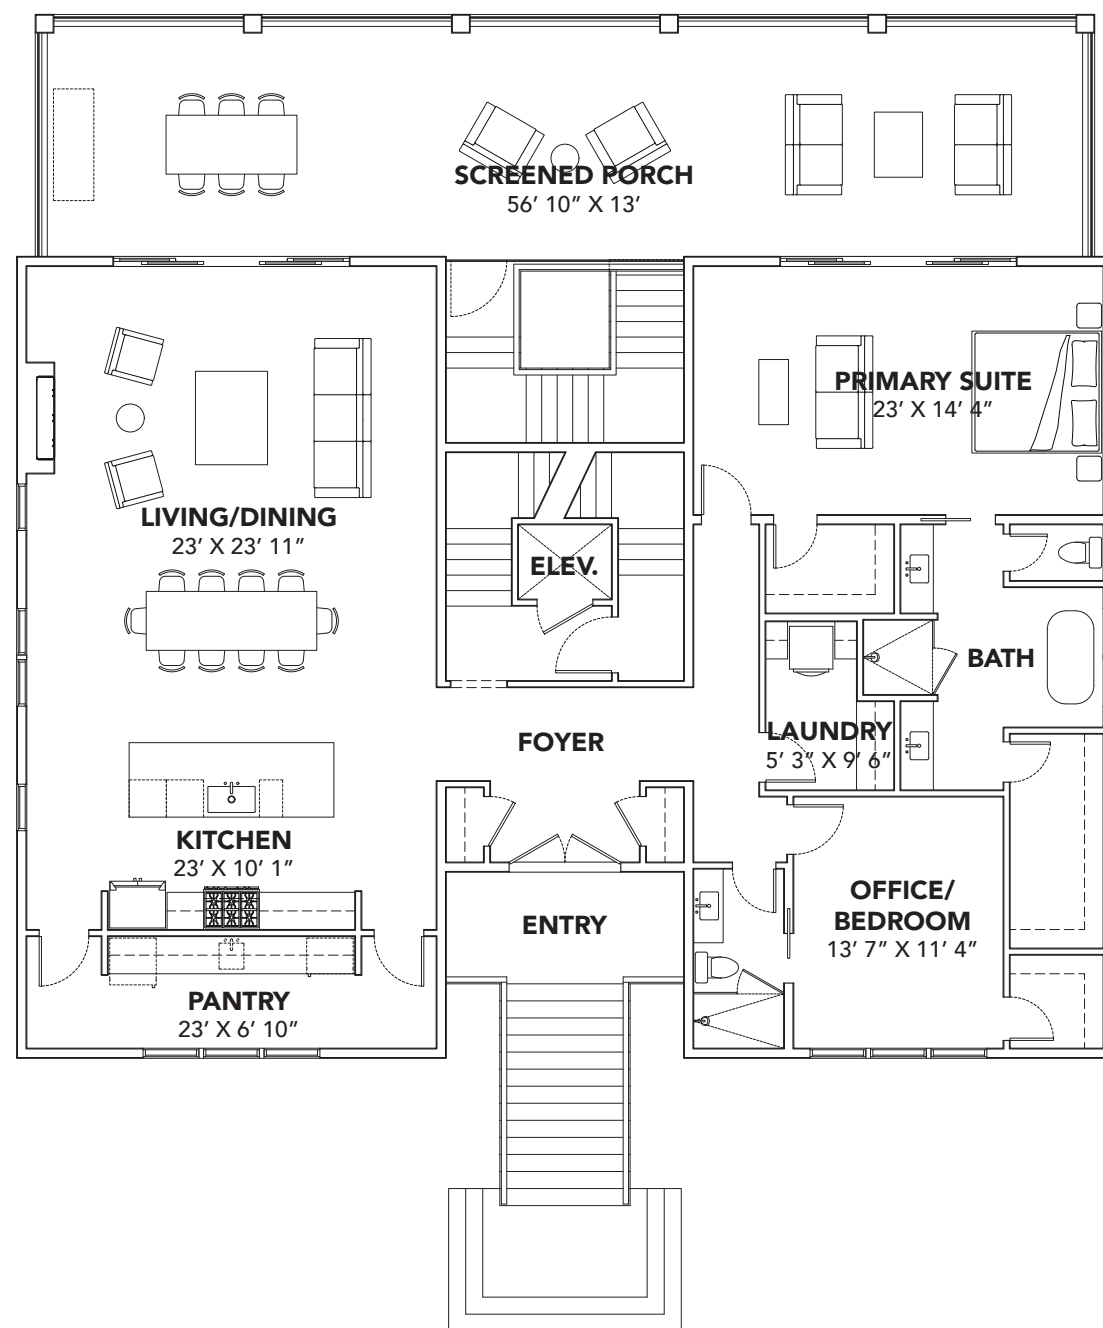 SCREENED PORCH
56’ 10” X 13’
PRIMARY SUITE
23’ X 14’ 4”
LIVING/DINING
23’ X 23’ 11”
ELEV.
BATH
FOYER
LAUNDRY
5’ 3” X 9’ 6”
KITCHEN
23’ X 10’ 1”
OFFICE/
BEDROOM
13’ 7” X 11’ 4”
ENTRY
PANTRY
23’ X 6’ 10”